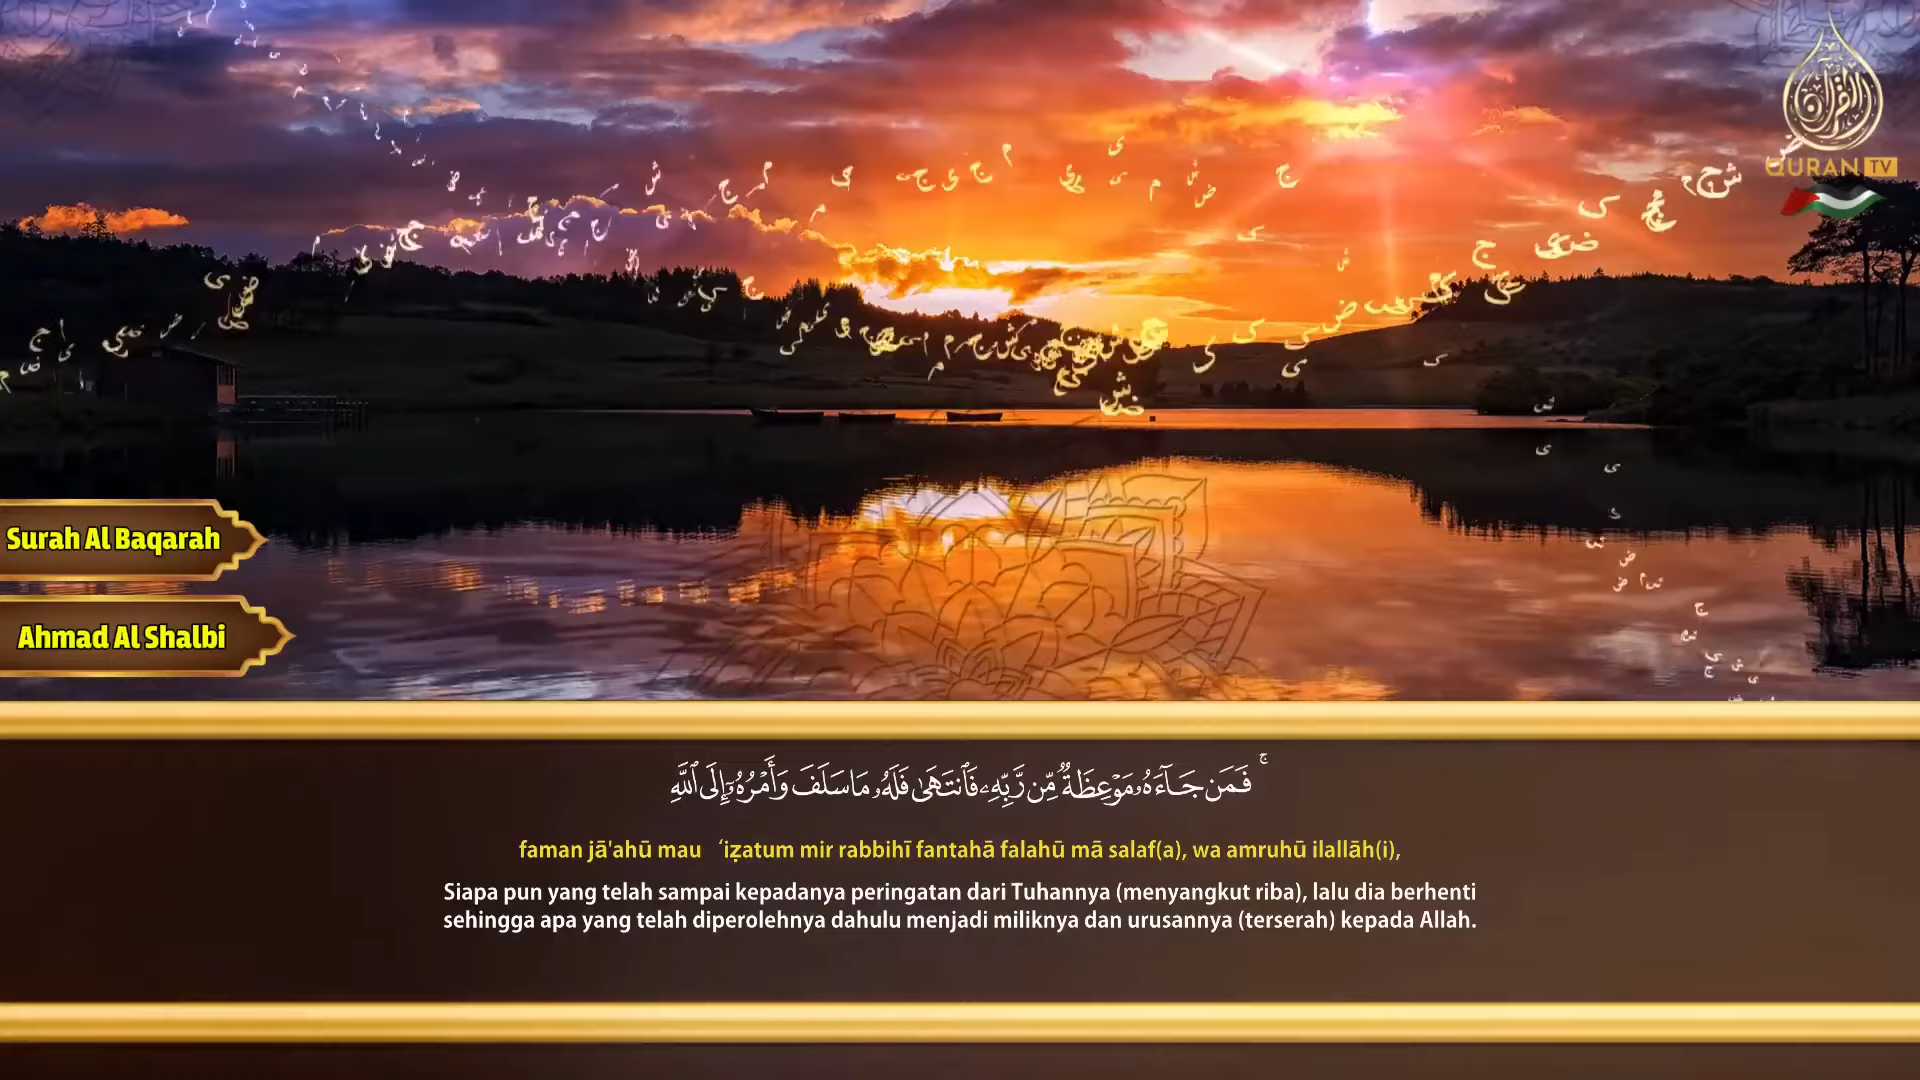 القرآن
QURAN TV
Surah Al Baqarah
Ahmad Al Shalbi
ۚ فَمَن جَآءَهُۥ مَوْعِظَةٌ مِّن رَّبِّهِۦ فَٱنتَهَىٰ فَلَهُۥ مَا سَلَفَ وَأَمْرُهُۥٓ إِلَى ٱللَّهِ
faman jā'ahū mau ‘iẓatum mir rabbihī fantahā falahū mā salaf(a), wa amruhū ilallāh(i),
Siapa pun yang telah sampai kepadanya peringatan dari Tuhannya (menyangkut riba), lalu dia berhenti
sehingga apa yang telah diperolehnya dahulu menjadi miliknya dan urusannya (terserah) kepada Allah.